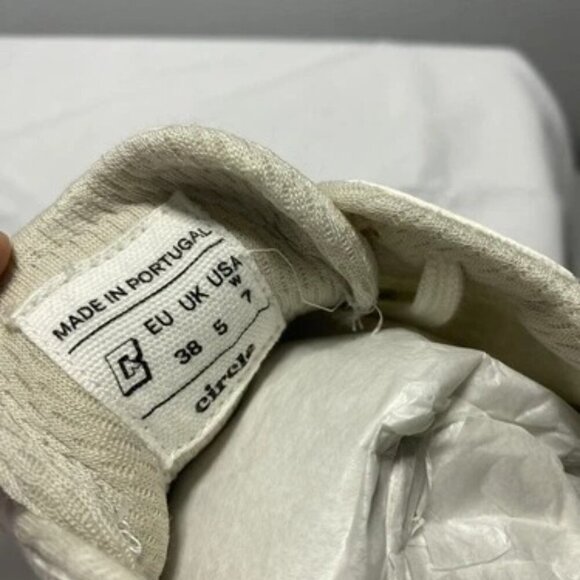 MADE IN PORTUGAL
EU UK USA
W
38 5 7
circle